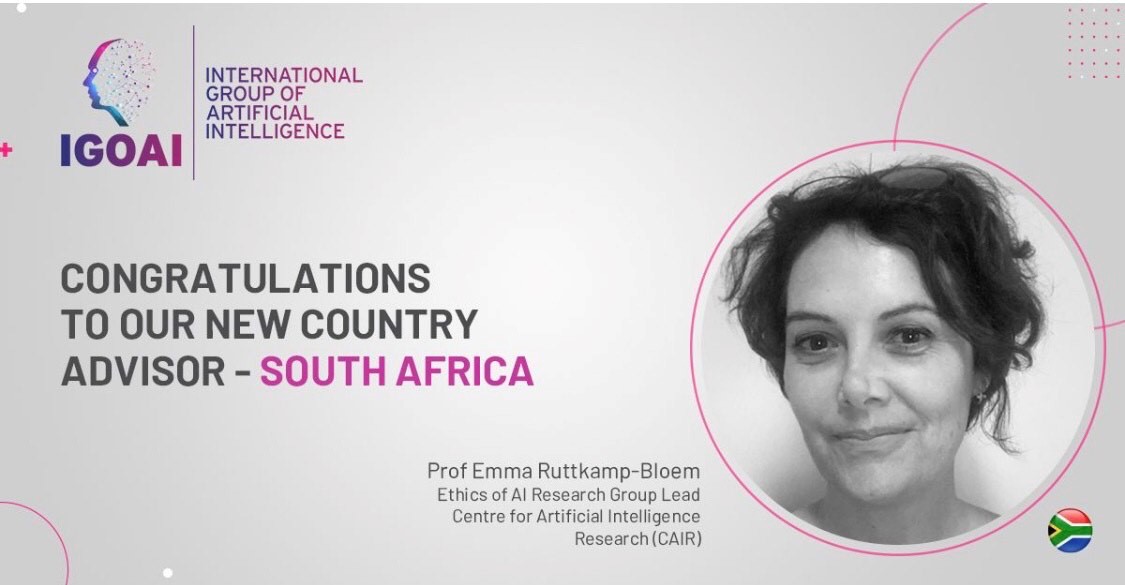 IGOAI
INTERNATIONAL
GROUP OF
ARTIFICIAL
INTELLIGENCE
CONGRATULATIONS
TO OUR NEW COUNTRY
ADVISOR - SOUTH AFRICA
Prof Emma Ruttkamp-Bloem
Ethics of AI Research Group Lead
Centre for Artificial Intelligence
Research (CAIR)